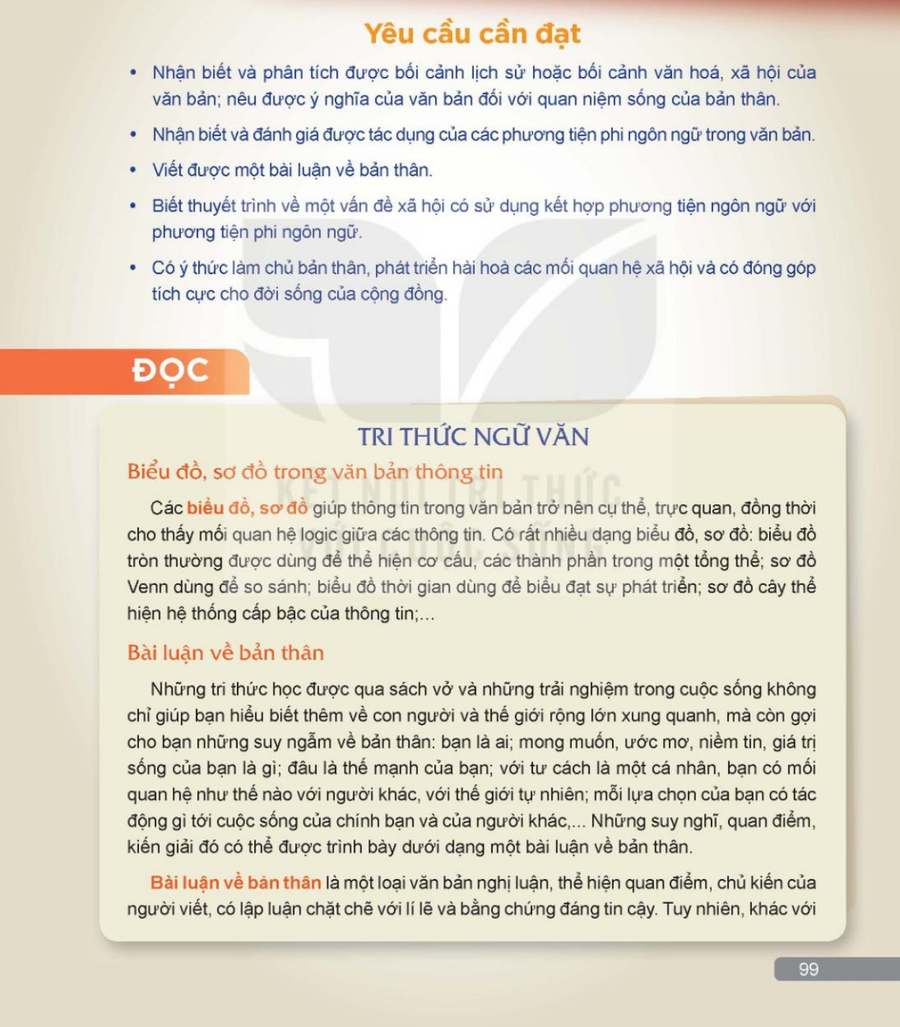 Yêu cầu cần đạt
• Nhận biết và phân tích được bối cảnh lịch sử hoặc bối cảnh văn hoá, xã hội của
văn bản; nêu được ý nghĩa của văn bản đối với quan niệm sống của bản thân.
• Nhận biết và đánh giá được tác dụng của các phương tiện phi ngôn ngữ trong văn bản.
• Viết được một bài luận về bản thân.
• Biết thuyết trình về một vấn đề xã hội có sử dụng kết hợp phương tiện ngôn ngữ với
phương tiện phi ngôn ngữ.
• Có ý thức làm chủ bản thân, phát triển hài hoà các mối quan hệ xã hội và có đóng góp
tích cực cho đời sống của cộng đồng.
ĐỌC
TRI THỨC NGỮ VĂN
Biểu đồ, sơ đồ trong văn bản thông tin
KẾT NỐI TRI THỨC
VỚI CUỘC SỐNG
Các biểu đồ, sơ đồ giúp thông tin trong văn bản trở nên cụ thể, trực quan, đồng thời
cho thấy mối quan hệ logic giữa các thông tin. Có rất nhiều dạng biểu đồ, sơ đồ: biểu đồ
tròn thường được dùng để thể hiện cơ cấu, các thành phần trong một tổng thể; sơ đồ
Venn dùng để so sánh; biểu đồ thời gian dùng để biểu đạt sự phát triển; sơ đồ cây thể
hiện hệ thống cấp bậc của thông tin;...
Bài luận về bản thân
Những tri thức học được qua sách vở và những trải nghiệm trong cuộc sống không
chỉ giúp bạn hiểu biết thêm về con người và thế giới rộng lớn xung quanh, mà còn gợi
cho bạn những suy ngẫm về bản thân: bạn là ai; mong muốn, ước mơ, niềm tin, giá trị
sống của bạn là gì; đâu là thế mạnh của bạn; với tư cách là một cá nhân, bạn có mối
quan hệ như thế nào với người khác, với thế giới tự nhiên; mỗi lựa chọn của bạn có tác
động gì tới cuộc sống của chính bạn và của người khác,... Những suy nghĩ, quan điểm,
kiến giải đó có thể được trình bày dưới dạng một bài luận về bản thân.
Bài luận về bản thân là một loại văn bản nghị luận, thể hiện quan điểm, chủ kiến của
người viết, có lập luận chặt chẽ với lí lẽ và bằng chứng đáng tin cậy. Tuy nhiên, khác với
99